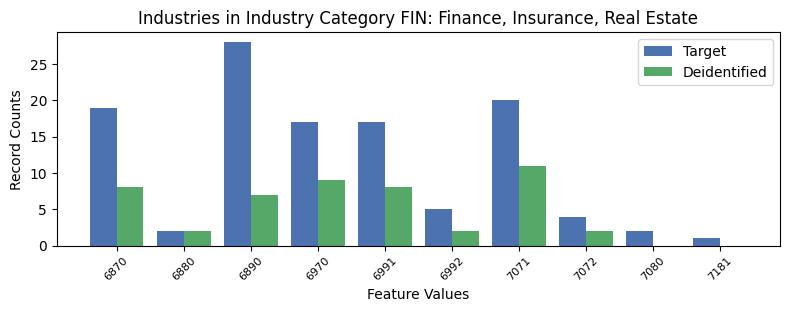 Industries in Industry Category FIN: Finance, Insurance, Real Estate
Target
Deidentified
Record Counts
25
20
15
10
5
0
6870 6880 6890 6970 6991 6992 7071 7072 7080 7181
Feature Values